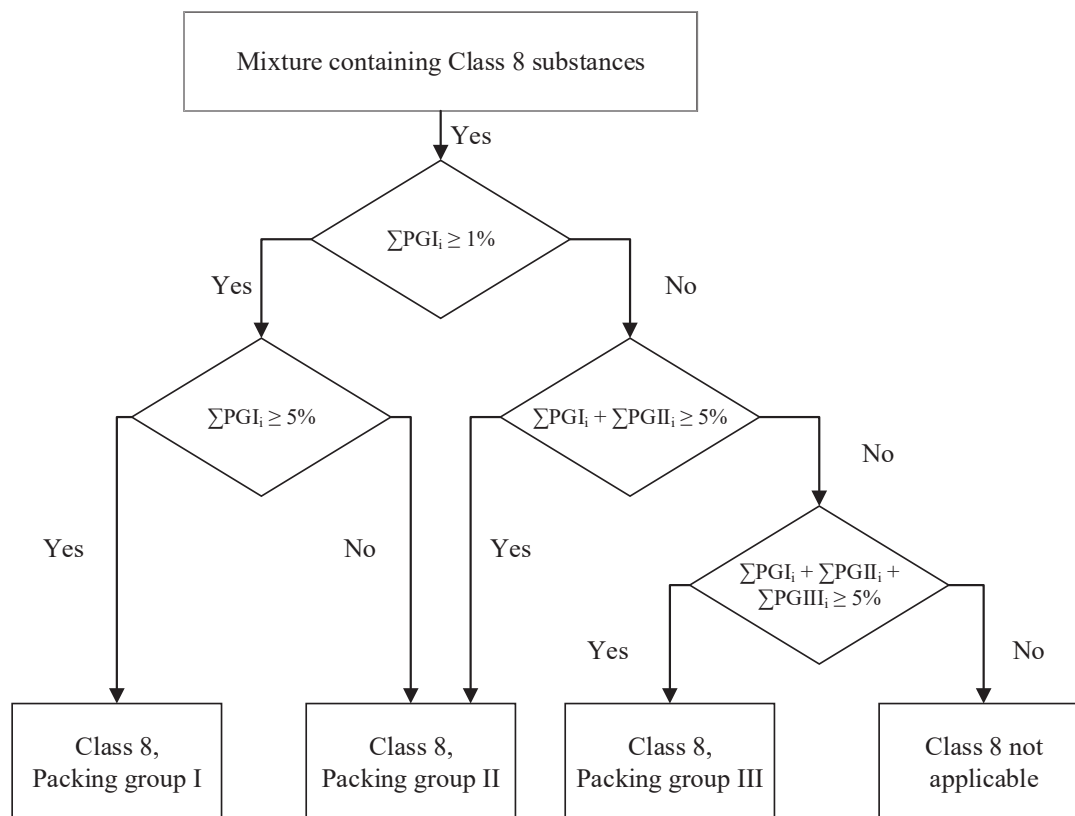 Mixture containing Class 8 substances
Yes
∑PGIᵢ ≥ 1%
Yes
No
∑PGIᵢ ≥ 5%
∑PGIᵢ + ∑PGIIᵢ ≥ 5%
No
Yes
No
Yes
∑PGIᵢ + ∑PGIIᵢ +
∑PGIIIᵢ ≥ 5%
Yes
No
Class 8,
Packing group I
Class 8,
Packing group II
Class 8,
Packing group III
Class 8 not
applicable